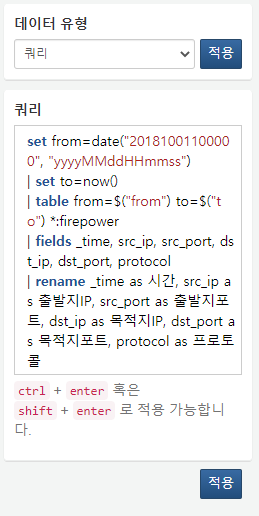 데이터 유형
쿼리
적용
쿼리
set from=date("2018100110000
0", "yyyyMMddHHmmss")
| set to=now()
| table from=$("from") to=$("t
o") *:firepower
| fields _time, src_ip, src_port, ds
t_ip, dst_port, protocol
| rename _time as 시간, src_ip a
s 출발지IP, src_port as 출발지포
트, dst_ip as 목적지IP, dst_port a
s 목적지포트, protocol as 프로토
콜
ctrl + enter 혹은
shift + enter 로 적용 가능합니
다.
적용